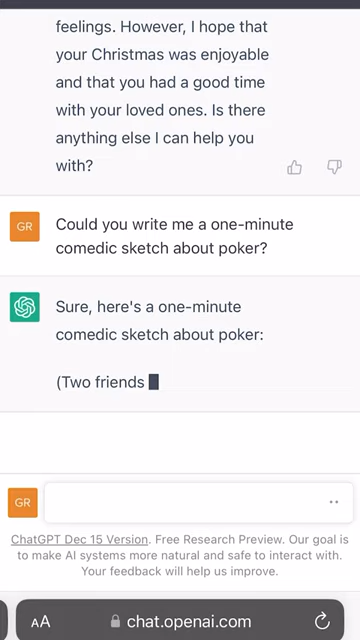 feelings. However, I hope that
your Christmas was enjoyable
and that you had a good time
with your loved ones. Is there
anything else I can help you
with?
GR
Could you write me a one-minute
comedic sketch about poker?
Sure, here's a one-minute
comedic sketch about poker:
(Two friends
GR
ChatGPT Dec 15 Version. Free Research Preview. Our goal is
to make AI systems more natural and safe to interact with.
Your feedback will help us improve.
AA
chat.openai.com